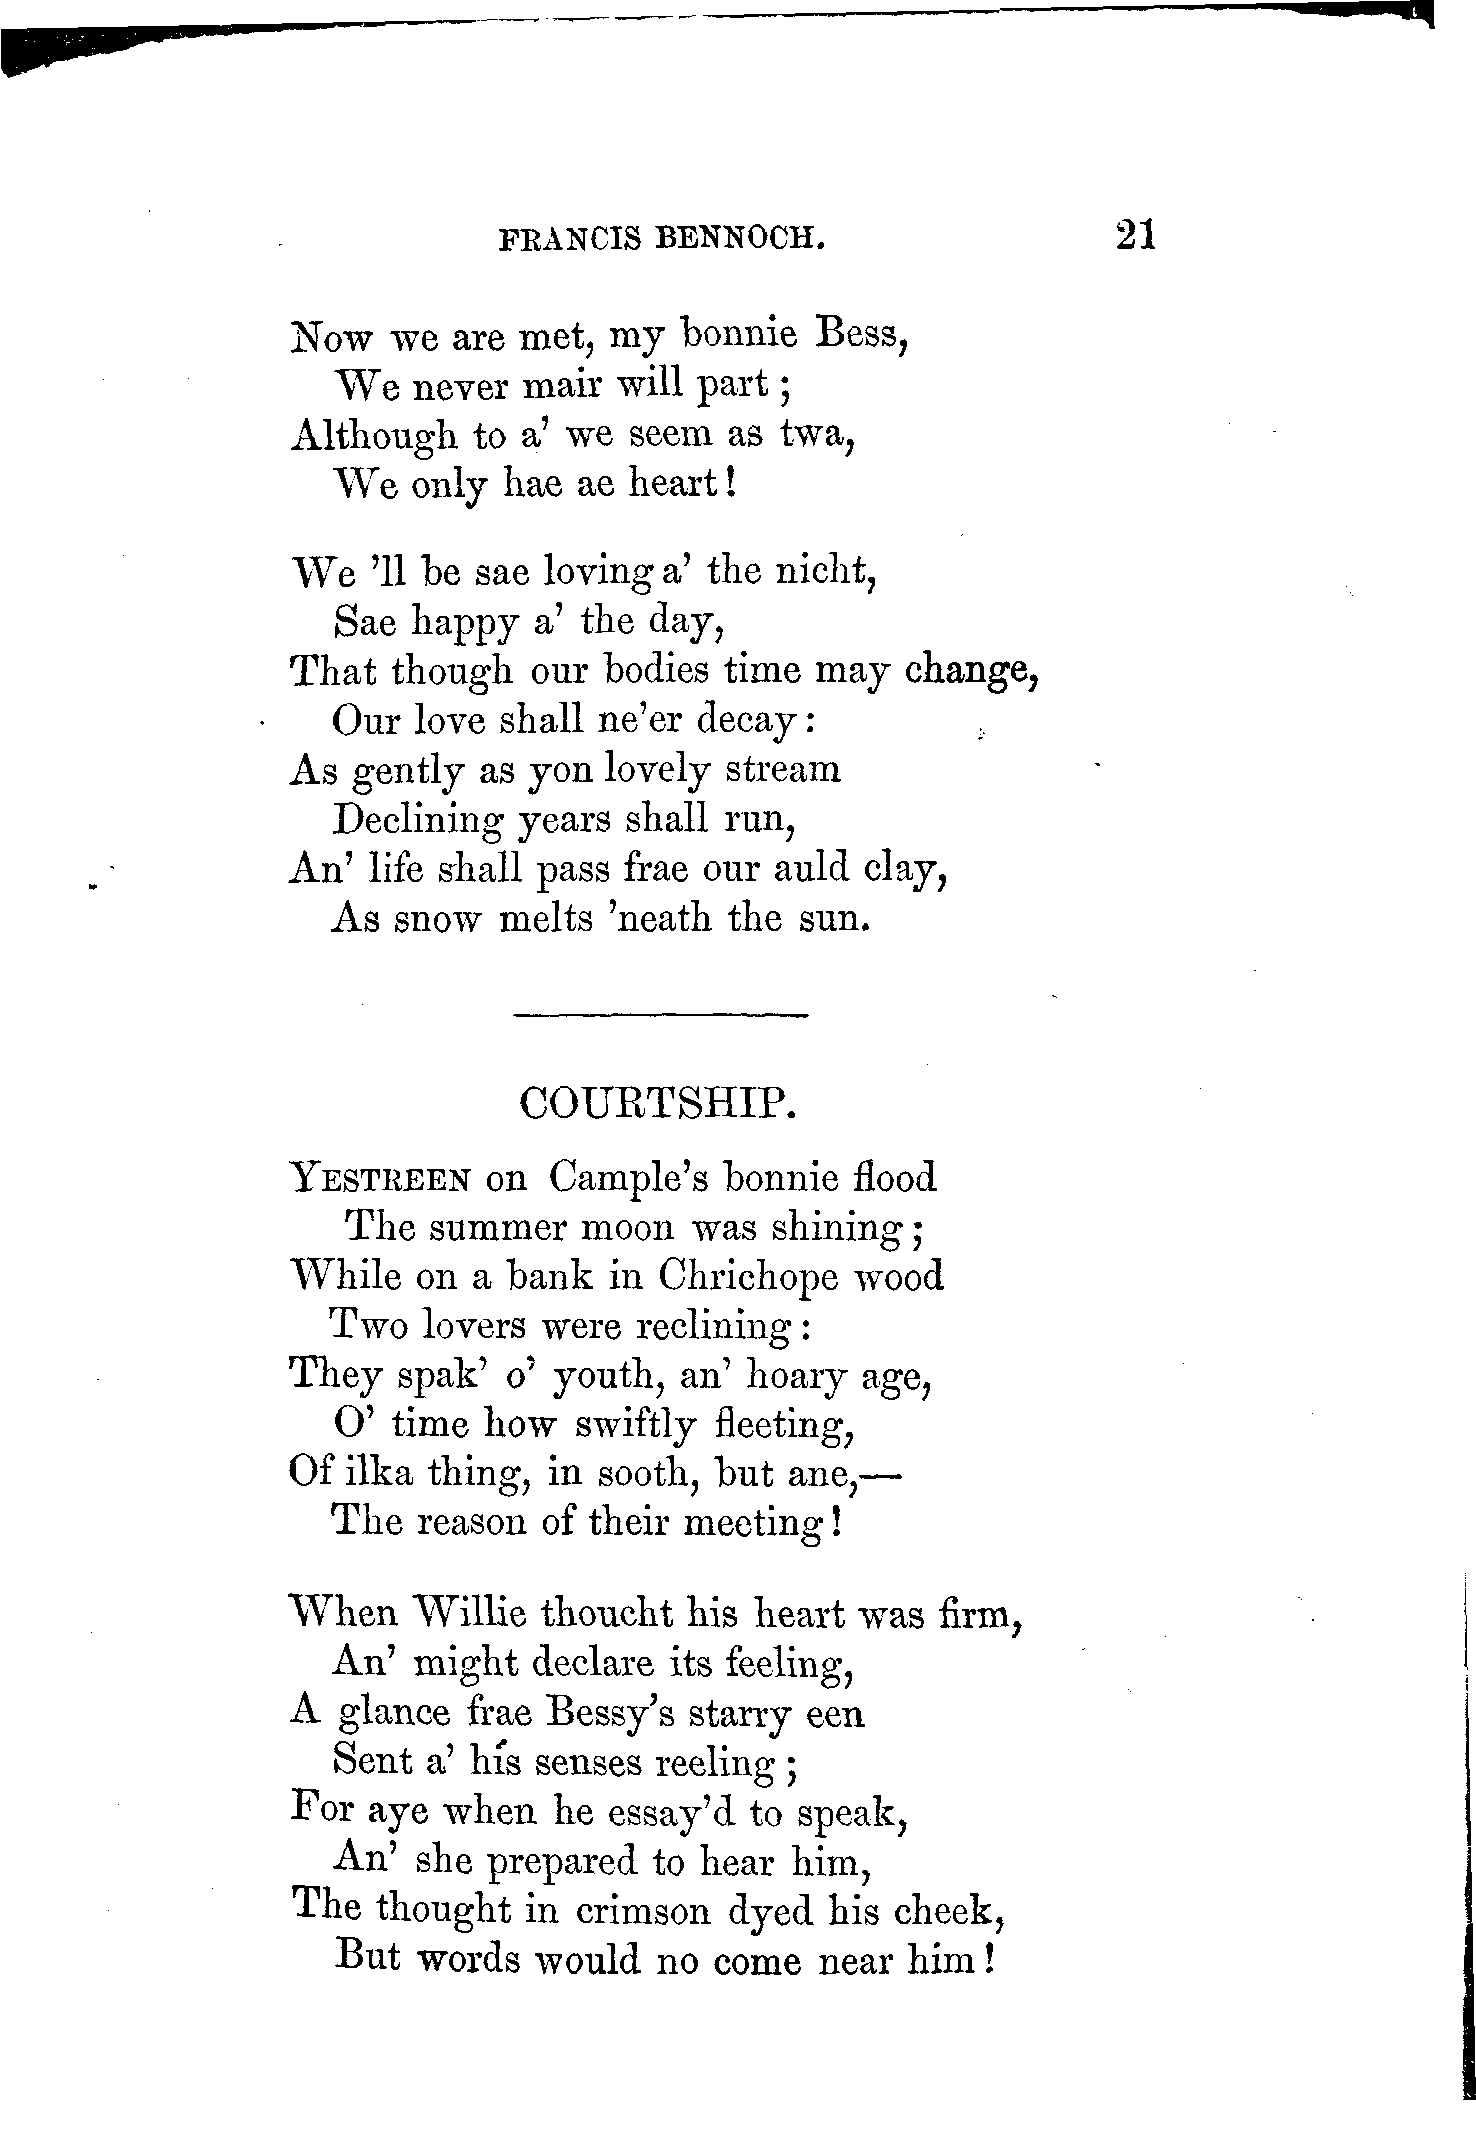 FRANCIS BENNOCH. 21
Now we are met, my bonnie Bess,
We never mair will part ;
Although to a' we seem as twa,
We only hae ae heart !
We 'll be sae loving a' the nicht,
Sae happy a' the day,
That though our bodies time may change,
Our love shall ne'er decay :
As gently as yon lovely stream
Declining years shall run,
An' life shall pass frae our auld clay,
As snow melts 'neath the sun.
COURTSHIP.
YESTREEN on Cample's bonnie flood
The summer moon was shining ;
While on a bank in Chrichope wood
Two lovers were reclining :
They spak' o' youth, an' hoary age,
O' time how swiftly fleeting,
Of ilka thing, in sooth, but ane,—
The reason of their meeting !
When Willie thoucht his heart was firm,
An' might declare its feeling,
A glance frae Bessy's starry een
Sent a' his senses reeling ;
For aye when he essay'd to speak,
An' she prepared to hear him,
The thought in crimson dyed his cheek,
But words would no come near him !